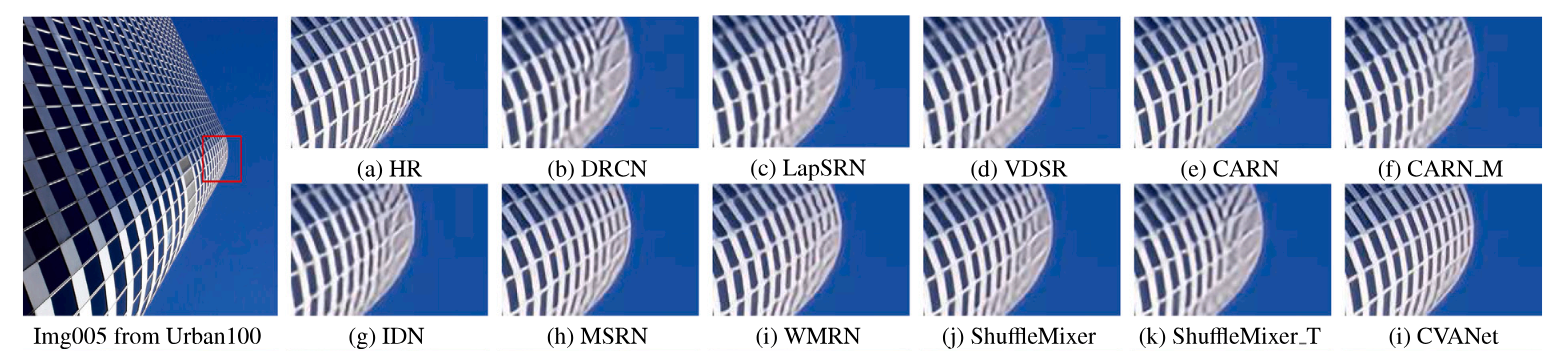 (a) HR
(b) DRCN
(c) LapSRN
(d) VDSR
(e) CARN
(f) CARN_M
Img005 from Urban100
(g) IDN
(h) MSRN
(i) WMRN
(j) ShuffleMixer
(k) ShuffleMixer_T
(i) CVANet